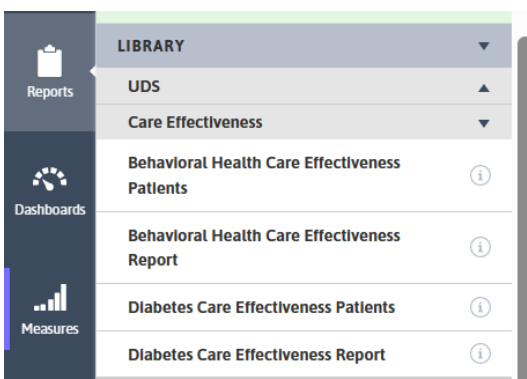 Reports
Dashboards
Measures
LIBRARY
UDS
Care Effectiveness
Behavioral Health Care Effectiveness
Patients
Behavioral Health Care Effectiveness
Report
Diabetes Care Effectiveness Patients
Diabetes Care Effectiveness Report